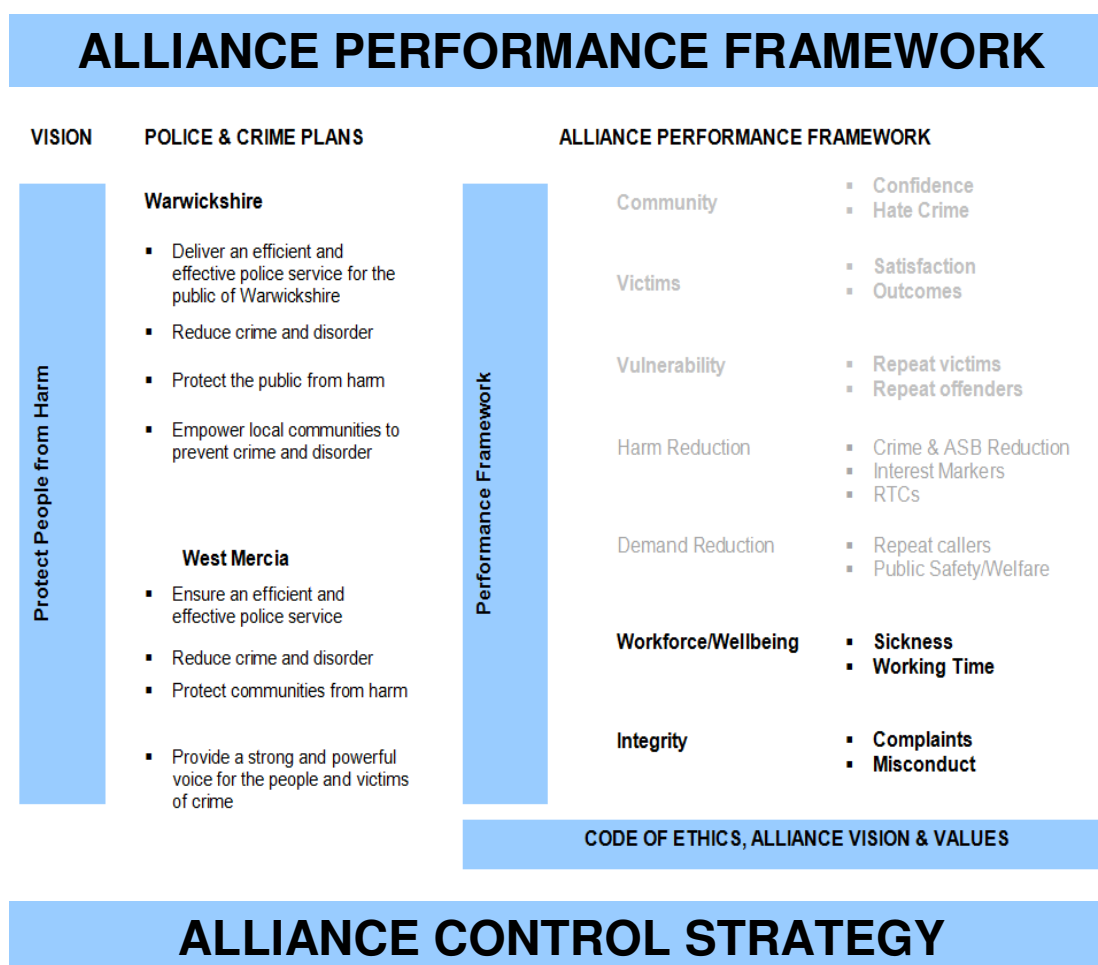 ALLIANCE PERFORMANCE FRAMEWORK
VISION
POLICE & CRIME PLANS
ALLIANCE PERFORMANCE FRAMEWORK
Protect People from Harm
Warwickshire
▪ Deliver an efficient and
effective police service for the
public of Warwickshire
▪ Reduce crime and disorder
▪ Protect the public from harm
▪ Empower local communities to
prevent crime and disorder
West Mercia
▪ Ensure an efficient and
effective police service
▪ Reduce crime and disorder
▪ Protect communities from harm
▪ Provide a strong and powerful
voice for the people and victims
of crime
Performance Framework
Community
▪ Confidence
▪ Hate Crime
Victims
▪ Satisfaction
▪ Outcomes
Vulnerability
▪ Repeat victims
▪ Repeat offenders
Harm Reduction
▪ Crime & ASB Reduction
▪ Interest Markers
▪ RTCs
Demand Reduction
▪ Repeat callers
▪ Public Safety/Welfare
Workforce/Wellbeing
▪ Sickness
▪ Working Time
Integrity
▪ Complaints
▪ Misconduct
CODE OF ETHICS, ALLIANCE VISION & VALUES
ALLIANCE CONTROL STRATEGY